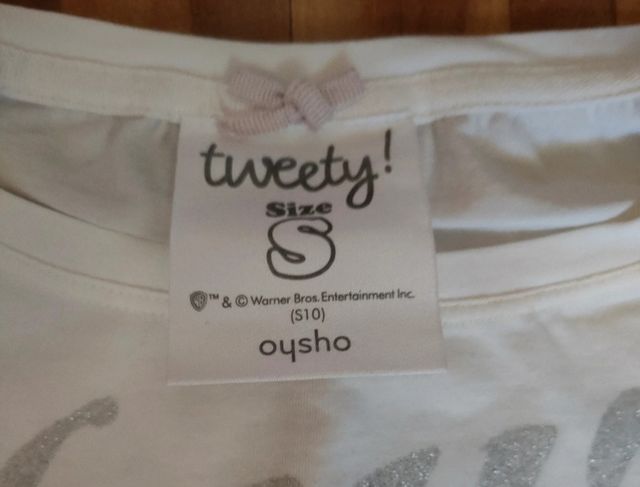 tweety!
Size
S
™ & © Warner Bros. Entertainment Inc.
(S10)
oysho